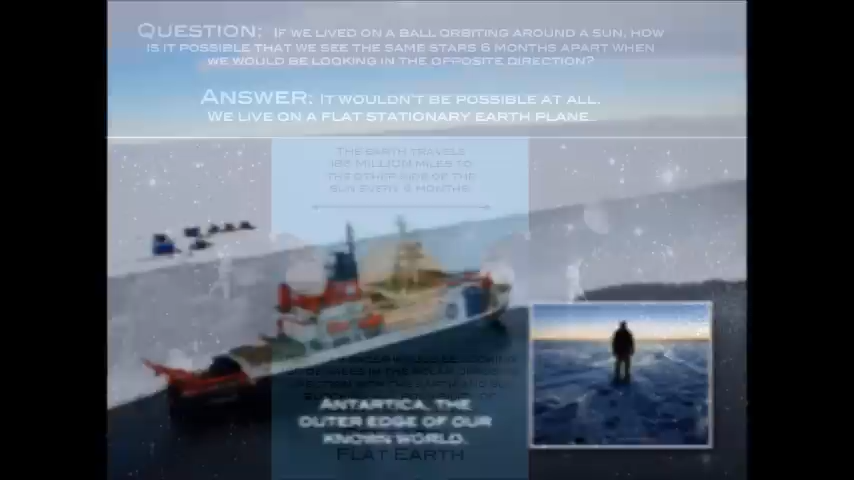 QUESTION: IF WE LIVED ON A BALL ORBITING AROUND A SUN, HOW
IS IT POSSIBLE THAT WE SEE THE SAME STARS 6 MONTHS APART WHEN
WE WOULD BE LOOKING IN THE OPPOSITE DIRECTION?
ANSWER: IT WOULDN'T BE POSSIBLE AT ALL.
WE LIVE ON A FLAT STATIONARY EARTH PLANE.
THE EARTH TRAVELS
186 MILLION MILES TO
THE OTHER SIDE OF THE
SUN EVERY 6 MONTHS.
ANTARTICA, THE
OUTER EDGE OF OUR
KNOWN WORLD.
FLAT EARTH